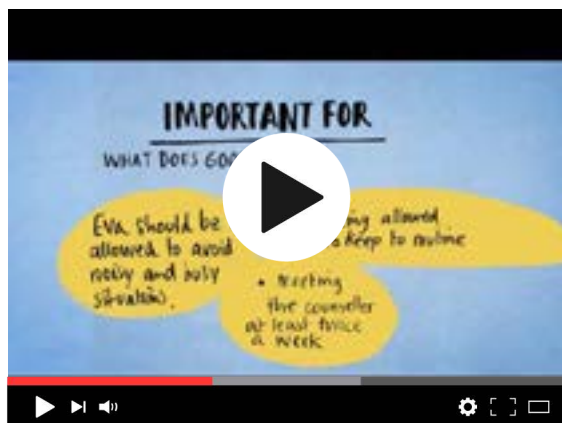 IMPORTANT FOR
WHAT DOES
Eva should be
allowed to avoid
noisy and busy
situations.
allowed
keep to routine
• meeting
the counseller
at least twice
a week